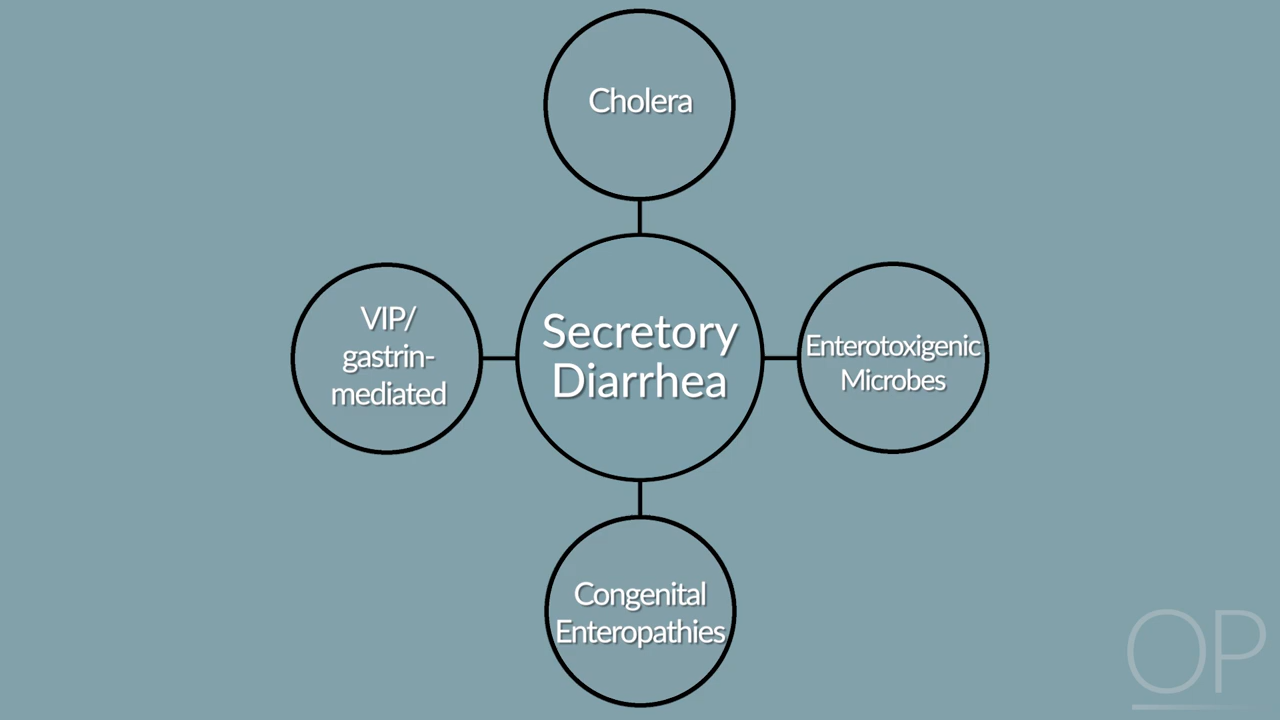 Cholera
VIP/
gastrin-
mediated
Secretory
Diarrhea
Enterotoxigenic
Microbes
Congenital
Enteropathies
OP